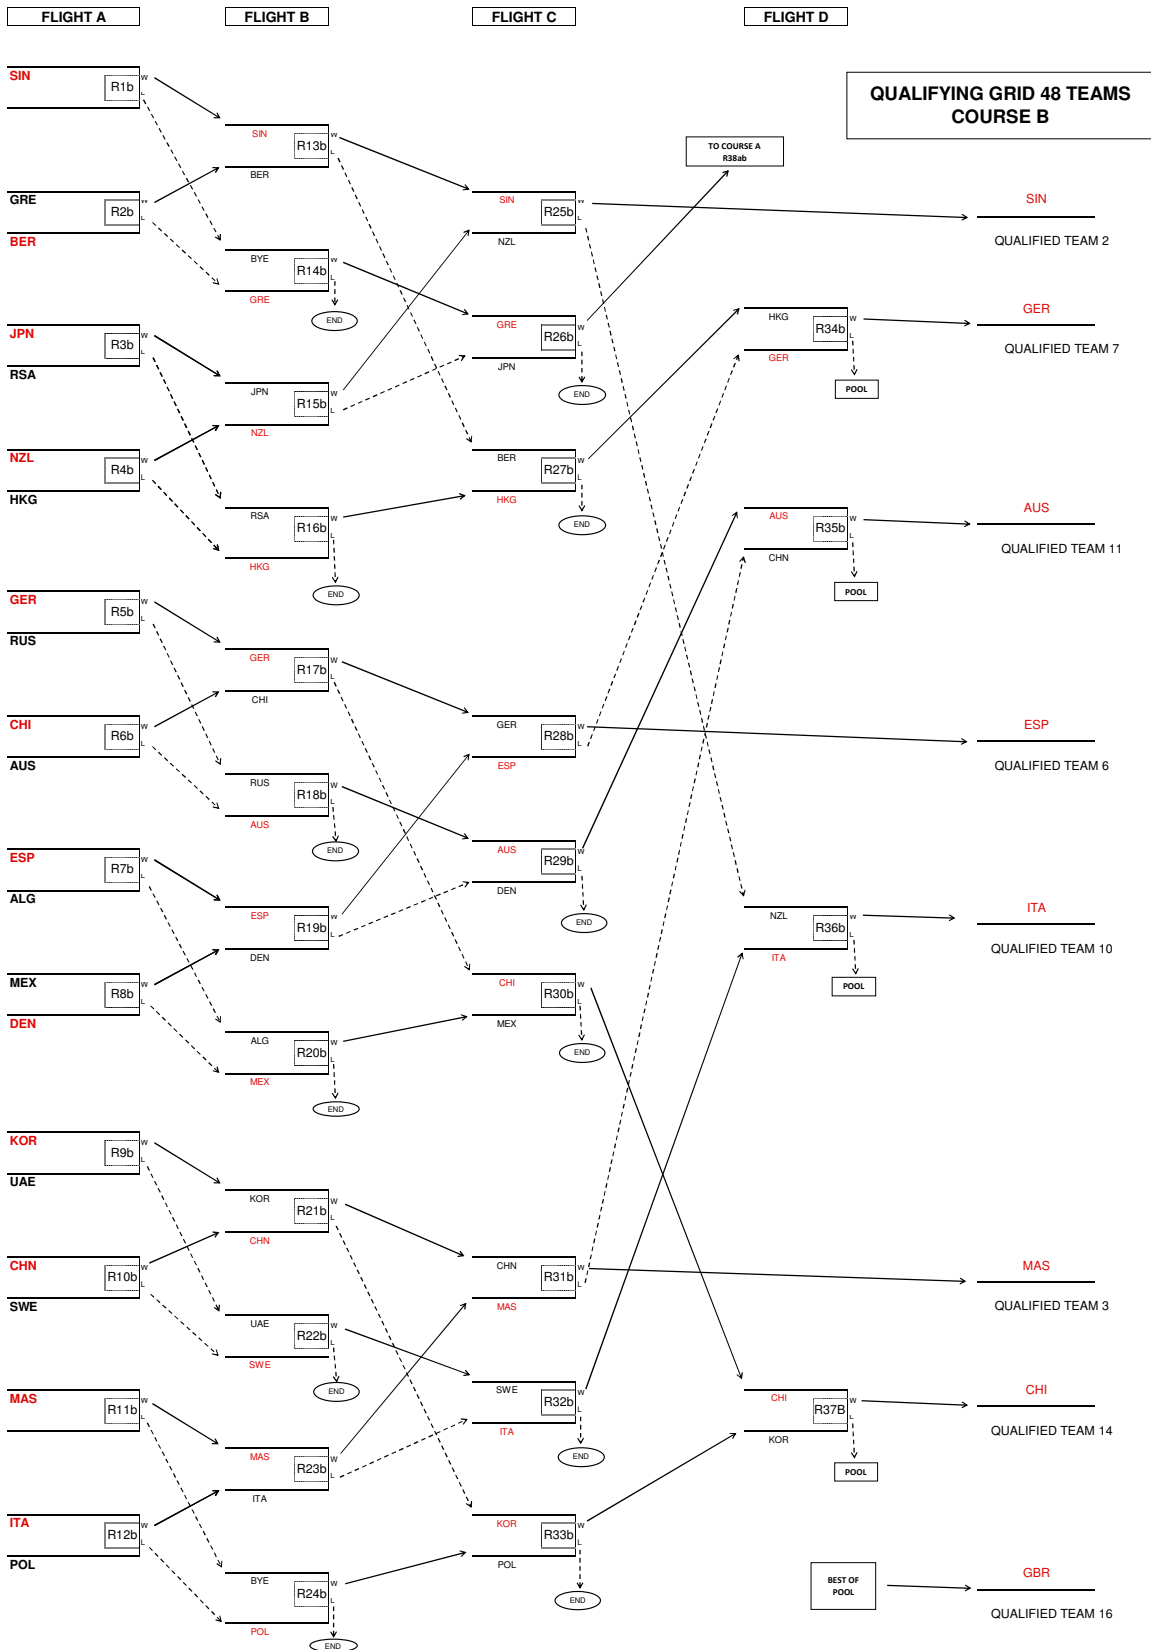 FLIGHT A
FLIGHT B
FLIGHT C
FLIGHT D
QUALIFYING GRID 48 TEAMS
COURSE B
SIN
R1b
W
L
GRE
R2b
W
L
BER
JPN
R3b
W
L
RSA
NZL
R4b
W
L
HKG
GER
R5b
W
L
RUS
CHI
R6b
W
L
AUS
ESP
R7b
W
L
ALG
MEX
R8b
W
L
DEN
KOR
R9b
W
L
UAE
CHN
R10b
W
L
SWE
MAS
R11b
W
L
ITA
R12b
W
L
POL
SIN
R13b
W
L
BER
BYE
R14b
W
L
GRE
END
JPN
R15b
W
L
NZL
RSA
R16b
W
L
HKG
END
GER
R17b
W
L
CHI
RUS
R18b
W
L
AUS
END
ESP
R19b
W
L
DEN
ALG
R20b
W
L
MEX
END
KOR
R21b
W
L
CHN
UAE
R22b
W
L
SWE
END
MAS
R23b
W
L
ITA
BYE
R24b
W
L
POL
END
SIN
R25b
W
L
NZL
GRE
R26b
W
L
JPN
END
BER
R27b
W
L
HKG
END
GER
R28b
W
L
ESP
AUS
R29b
W
L
DEN
END
CHI
R30b
W
L
MEX
END
CHN
R31b
W
L
MAS
SWE
R32b
W
L
ITA
END
KOR
R33b
W
L
POL
END
TO COURSE A
R38ab
HKG
R34b
W
L
GER
POOL
AUS
R35b
W
L
CHN
POOL
NZL
R36b
W
L
ITA
POOL
CHI
R37B
W
L
KOR
POOL
BEST OF
POOL
SIN
QUALIFIED TEAM 2
GER
QUALIFIED TEAM 7
AUS
QUALIFIED TEAM 11
ESP
QUALIFIED TEAM 6
ITA
QUALIFIED TEAM 10
MAS
QUALIFIED TEAM 3
CHI
QUALIFIED TEAM 14
GBR
QUALIFIED TEAM 16